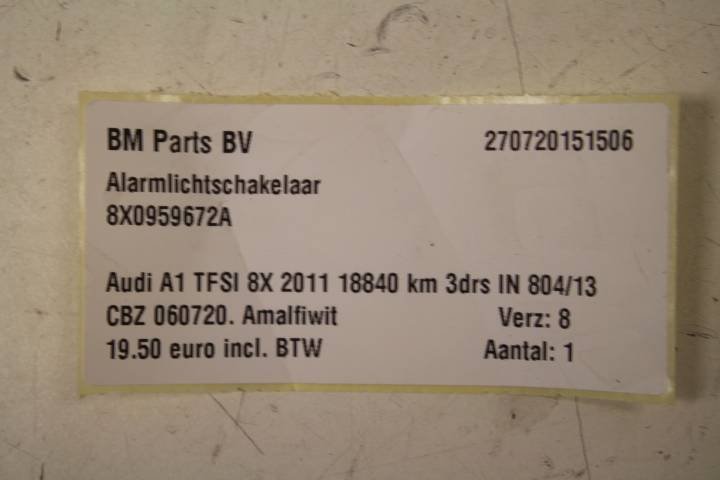 BM Parts BV 270720151506
Alarmlichtschakelaar
8X0959672A
Audi A1 TFSI 8X 2011 18840 km 3drs IN 804/13
CBZ 060720. Amalfiwit Verz: 8
19.50 euro incl. BTW Aantal: 1